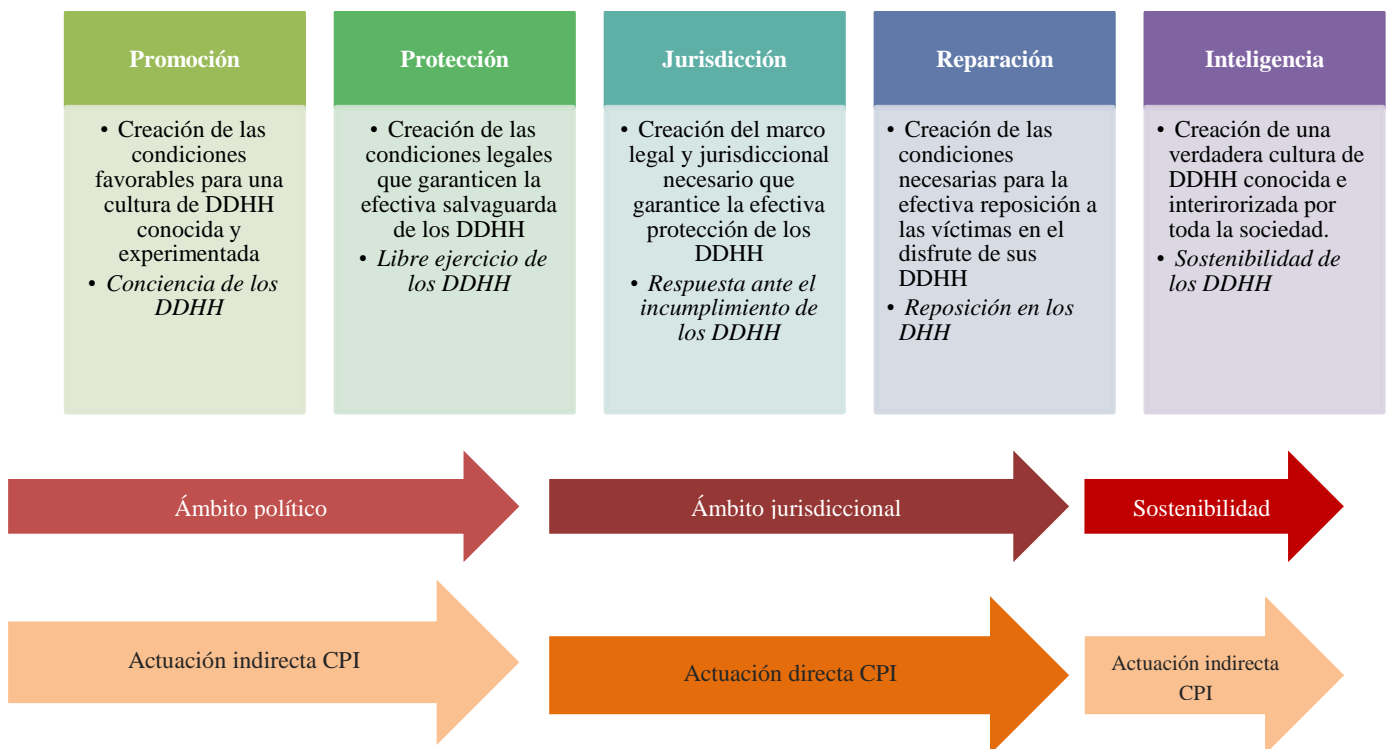 Promoción
• Creación de las
condiciones
favorables para una
cultura de DDHH
conocida y
experimentada
• Conciencia de los
DDHH
Protección
• Creación de las
condiciones legales
que garanticen la
efectiva salvaguarda
de los DDHH
• Libre ejercicio de
los DDHH
Jurisdicción
• Creación del marco
legal y jurisdiccional
necesario que
garantice la efectiva
protección de los
DDHH
• Respuesta ante el
incumplimiento de
los DDHH
Reparación
• Creación de las
condiciones
necesarias para la
efectiva reposición a
las víctimas en el
disfrute de sus
DDHH
• Reposición en los
DHH
Inteligencia
• Creación de una
verdadera cultura de
DDHH conocida e
interirorizada por
toda la sociedad.
• Sostenibilidad de
los DDHH
Ámbito político
Ámbito jurisdiccional
Sostenibilidad
Actuación indirecta CPI
Actuación directa CPI
Actuación indirecta
CPI